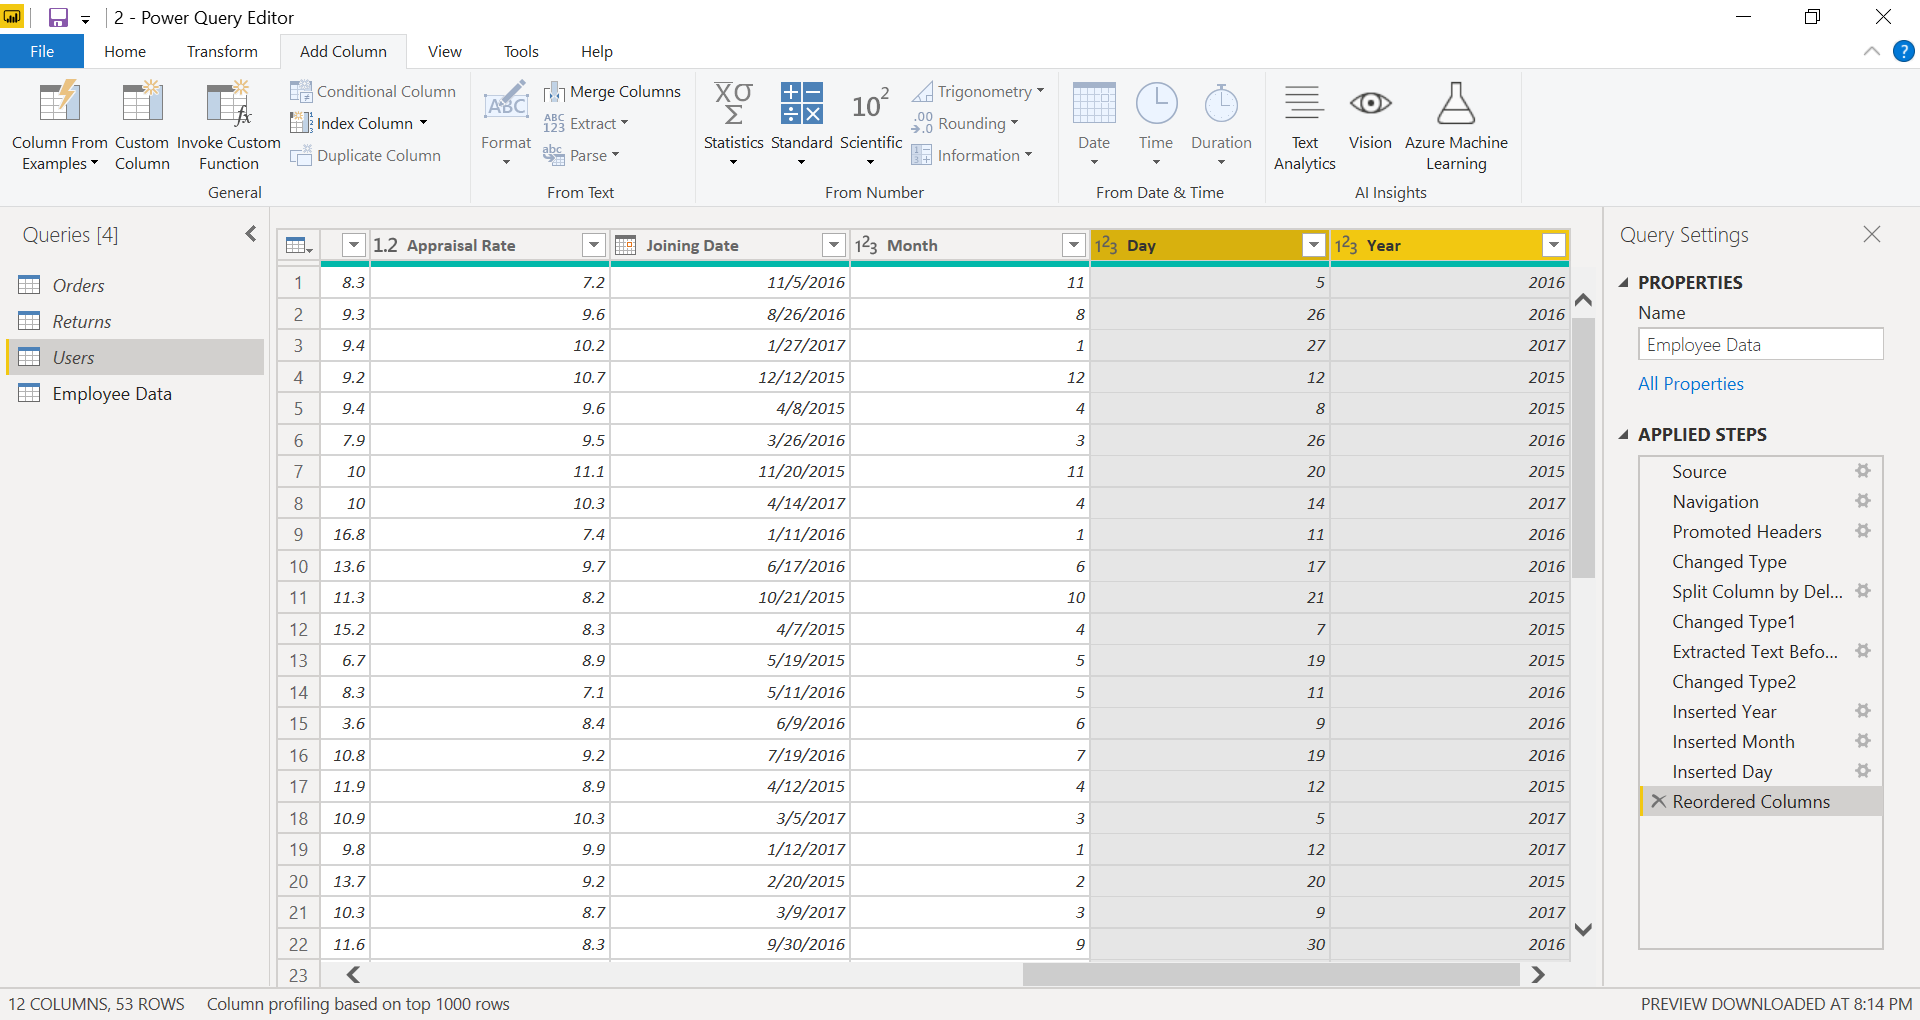 2 - Power Query Editor
File Home Transform Add Column View Tools Help ?
Column From Examples
Custom Column
Invoke Custom Function
Conditional Column
Index Column
Duplicate Column
General
ABC Format
Merge Columns
ABC 123 Extract
abc Parse
From Text
XσΣ Statistics
Standard
10² Scientific
Trigonometry
.00 →.0 Rounding
Information
From Number
Date
Time
Duration
From Date & Time
Text Analytics
Vision
Azure Machine Learning
AI Insights
Queries [4]
Orders
Returns
Users
Employee Data
1.2 Appraisal Rate Joining Date 1²3 Month 1²3 Day 1²3 Year
1 8.3 7.2 11/5/2016 11 5 2016
2 9.3 9.6 8/26/2016 8 26 2016
3 9.4 10.2 1/27/2017 1 27 2017
4 9.2 10.7 12/12/2015 12 12 2015
5 9.4 9.6 4/8/2015 4 8 2015
6 7.9 9.5 3/26/2016 3 26 2016
7 10 11.1 11/20/2015 11 20 2015
8 10 10.3 4/14/2017 4 14 2017
9 16.8 7.4 1/11/2016 1 11 2016
10 13.6 9.7 6/17/2016 6 17 2016
11 11.3 8.2 10/21/2015 10 21 2015
12 15.2 8.3 4/7/2015 4 7 2015
13 6.7 8.9 5/19/2015 5 19 2015
14 8.3 7.1 5/11/2016 5 11 2016
15 3.6 8.4 6/9/2016 6 9 2016
16 10.8 9.2 7/19/2016 7 19 2016
17 11.9 8.9 4/12/2015 4 12 2015
18 10.9 10.3 3/5/2017 3 5 2017
19 9.8 9.9 1/12/2017 1 12 2017
20 13.7 9.2 2/20/2015 2 20 2015
21 10.3 8.7 3/9/2017 3 9 2017
22 11.6 8.3 9/30/2016 9 30 2016
23
Query Settings
PROPERTIES
Name
Employee Data
All Properties
APPLIED STEPS
Source
Navigation
Promoted Headers
Changed Type
Split Column by Del...
Changed Type1
Extracted Text Befo...
Changed Type2
Inserted Year
Inserted Month
Inserted Day
Reordered Columns
12 COLUMNS, 53 ROWS Column profiling based on top 1000 rows PREVIEW DOWNLOADED AT 8:14 PM